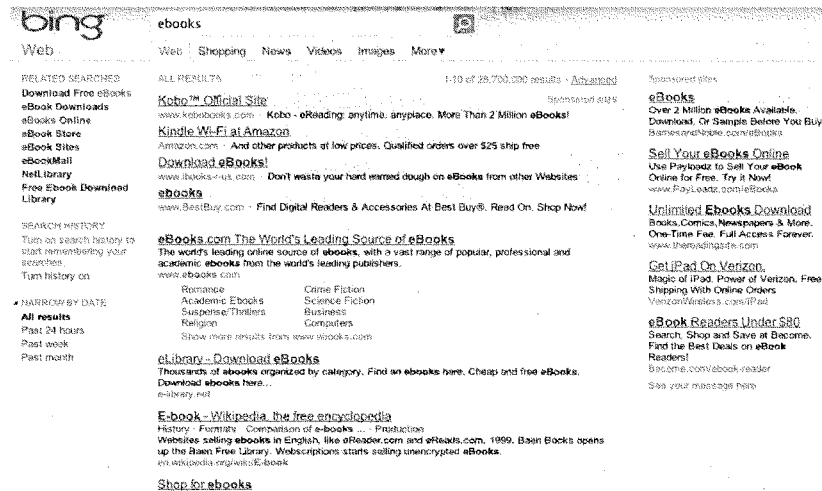 bing
ebooks
Web
Web Shopping News Videos Images More▾
RELATED SEARCHES
Download Free eBooks
eBook Downloads
eBooks Online
eBook Store
eBook Sites
eBookMall
NetLibrary
Free Ebook Download
Library
SEARCH HISTORY
Turn on search history to
start remembering your
searches.
Turn history on
NARROW BY DATE
All results
Past 24 hours
Past week
Past month
ALL RESULTS
1-10 of 28,700,000 results · Advanced
Kobo™ Official Site
Sponsored sites
www.kobobooks.com · Kobo - eReading: anytime. anyplace. More Than 2 Million eBooks!
Kindle Wi-Fi at Amazon
Amazon.com · And other products at low prices. Qualified orders over $25 ship free
Download eBooks!
www.ibooks-r-us.com · Don't waste your hard earned dough on eBooks from other Websites
ebooks
www.BestBuy.com · Find Digital Readers & Accessories At Best Buy®. Read On. Shop Now!
eBooks.com The World's Leading Source of eBooks
The world's leading online source of ebooks, with a vast range of popular, professional and
academic ebooks from the world's leading publishers.
www.ebooks.com
Romance Crime Fiction
Academic Ebooks Science Fiction
Suspense/Thrillers Business
Religion Computers
Show more results from www.ebooks.com
eLibrary - Download eBooks
Thousands of ebooks organized by category. Find an ebooks here. Cheap and free eBooks.
Download ebooks here...
e-library.net
E-book - Wikipedia, the free encyclopedia
History · Formats · Comparison of e-books ... · Production
Websites selling ebooks in English, like eReader.com and eReads.com. 1999. Baen Books opens
up the Baen Free Library. Webscriptions starts selling unencrypted eBooks.
en.wikipedia.org/wiki/E-book
Shop for ebooks
Sponsored sites
eBooks
Over 2 Million eBooks Available.
Download, Or Sample Before You Buy
BarnesandNoble.com/eBooks
Sell Your eBooks Online
Use Payloadz to Sell Your eBook
Online for Free. Try it Now!
www.PayLoadz.com/eBooks
Unlimited Ebooks Download
Books,Comics,Newspapers & More.
One-Time Fee, Full Access Forever.
www.thereadingsite.com
Get iPad On Verizon.
Magic of iPad. Power of Verizon. Free
Shipping With Online Orders
VerizonWireless.com/iPad
eBook Readers Under $80
Search, Shop and Save at Become.
Find the Best Deals on eBook
Readers!
Become.com/ebook-reader
See your message here